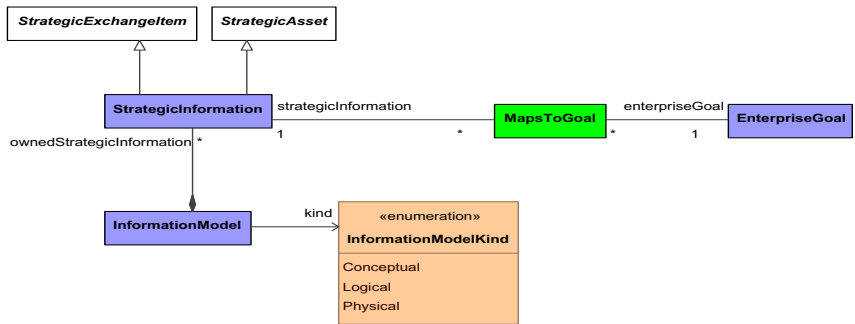 StrategicExchangeItem
StrategicAsset
StrategicInformation
strategicInformation
1
*
MapsToGoal
enterpriseGoal
*
1
EnterpriseGoal
ownedStrategicInformation
*
InformationModel
kind
«enumeration»
InformationModelKind
Conceptual
Logical
Physical